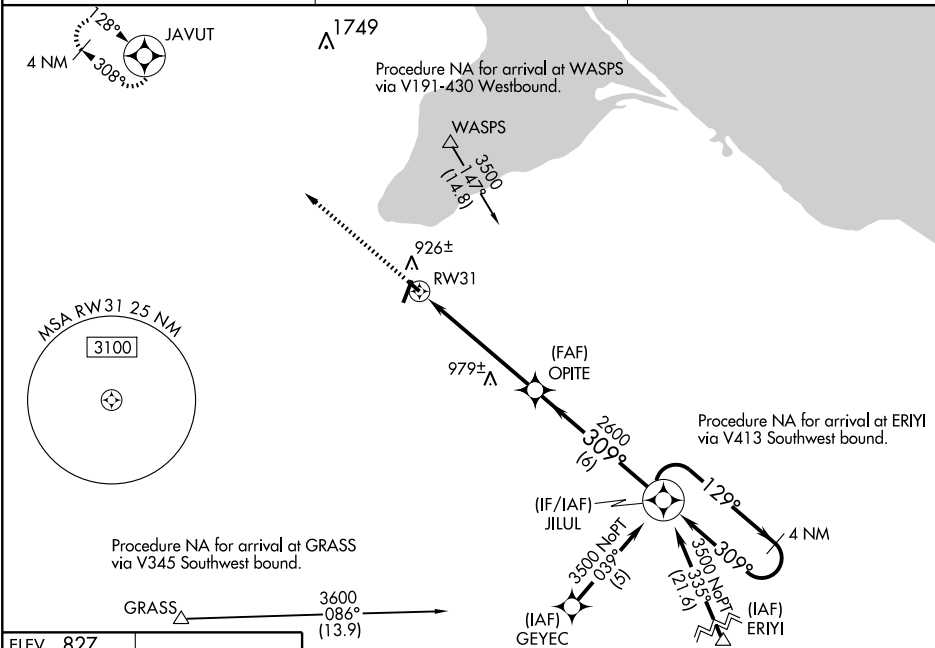 128°
JAVUT
4 NM
308°
1749
Procedure NA for arrival at WASPS
via V191-430 Westbound.
WASPS
3500
147°
(14.8)
926±
RW31
MSA RW31 25 NM
3100
(FAF)
OPITE
979±
2600
309°
(6)
Procedure NA for arrival at ERIYI
via V413 Southwest bound.
(IF/IAF)
JILUL
129°
4 NM
309°
3500 NoPT
039°
(5)
3500 NoPT
335°
(21.6)
Procedure NA for arrival at GRASS
via V345 Southwest bound.
GRASS
3600
086°
(13.9)
(IAF)
GEYEC
(IAF)
ERIYI
ELEV 827